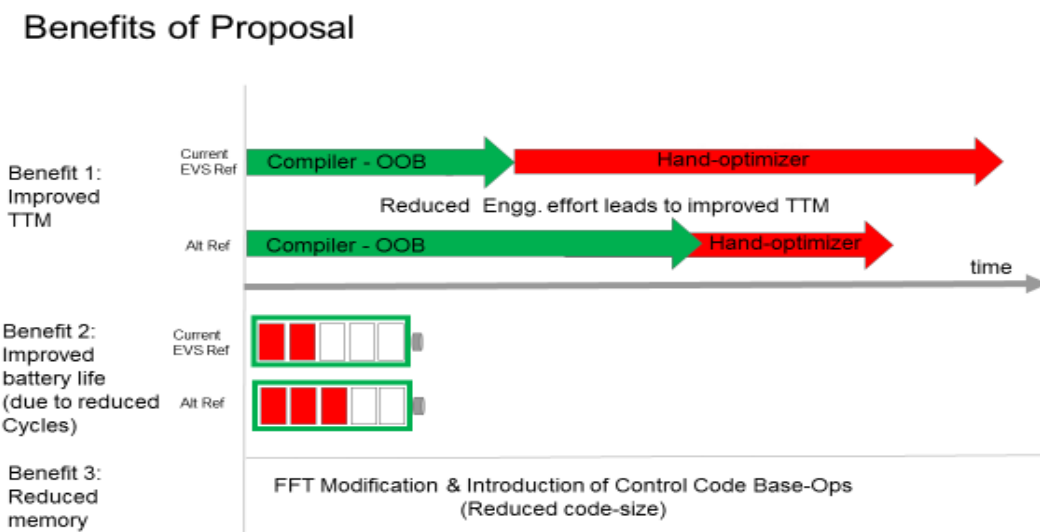 Benefits of Proposal
Benefit 1:
Improved
TTM
Current
EVS Ref
Compiler - OOB
Hand-optimizer
Reduced Engg. effort leads to improved TTM
Alt Ref
Compiler - OOB
Hand-optimizer
time
Benefit 2:
Improved
battery life
(due to reduced
Cycles)
Current
EVS Ref
Alt Ref
Benefit 3:
Reduced
memory
FFT Modification & Introduction of Control Code Base-Ops
(Reduced code-size)